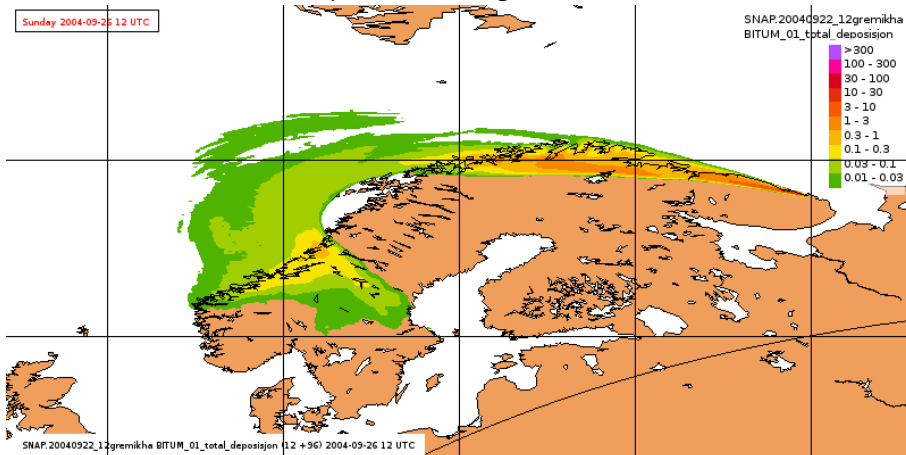 Sunday 2004-09-26 12 UTC
SNAP.20040922_12gremikha
BITUM_01_total_deposisjon
>300
100 - 300
30 - 100
10 - 30
3 - 10
1 - 3
0.3 - 1
0.1 - 0.3
0.03 - 0.1
0.01 - 0.03
SNAP.20040922_12gremikha BITUM_01_total_deposisjon (12 +96) 2004-09-26 12 UTC